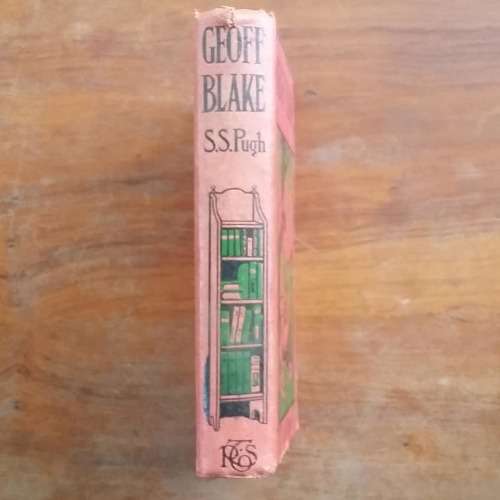 GEOFF
BLAKE
S.S. Pugh
RTS